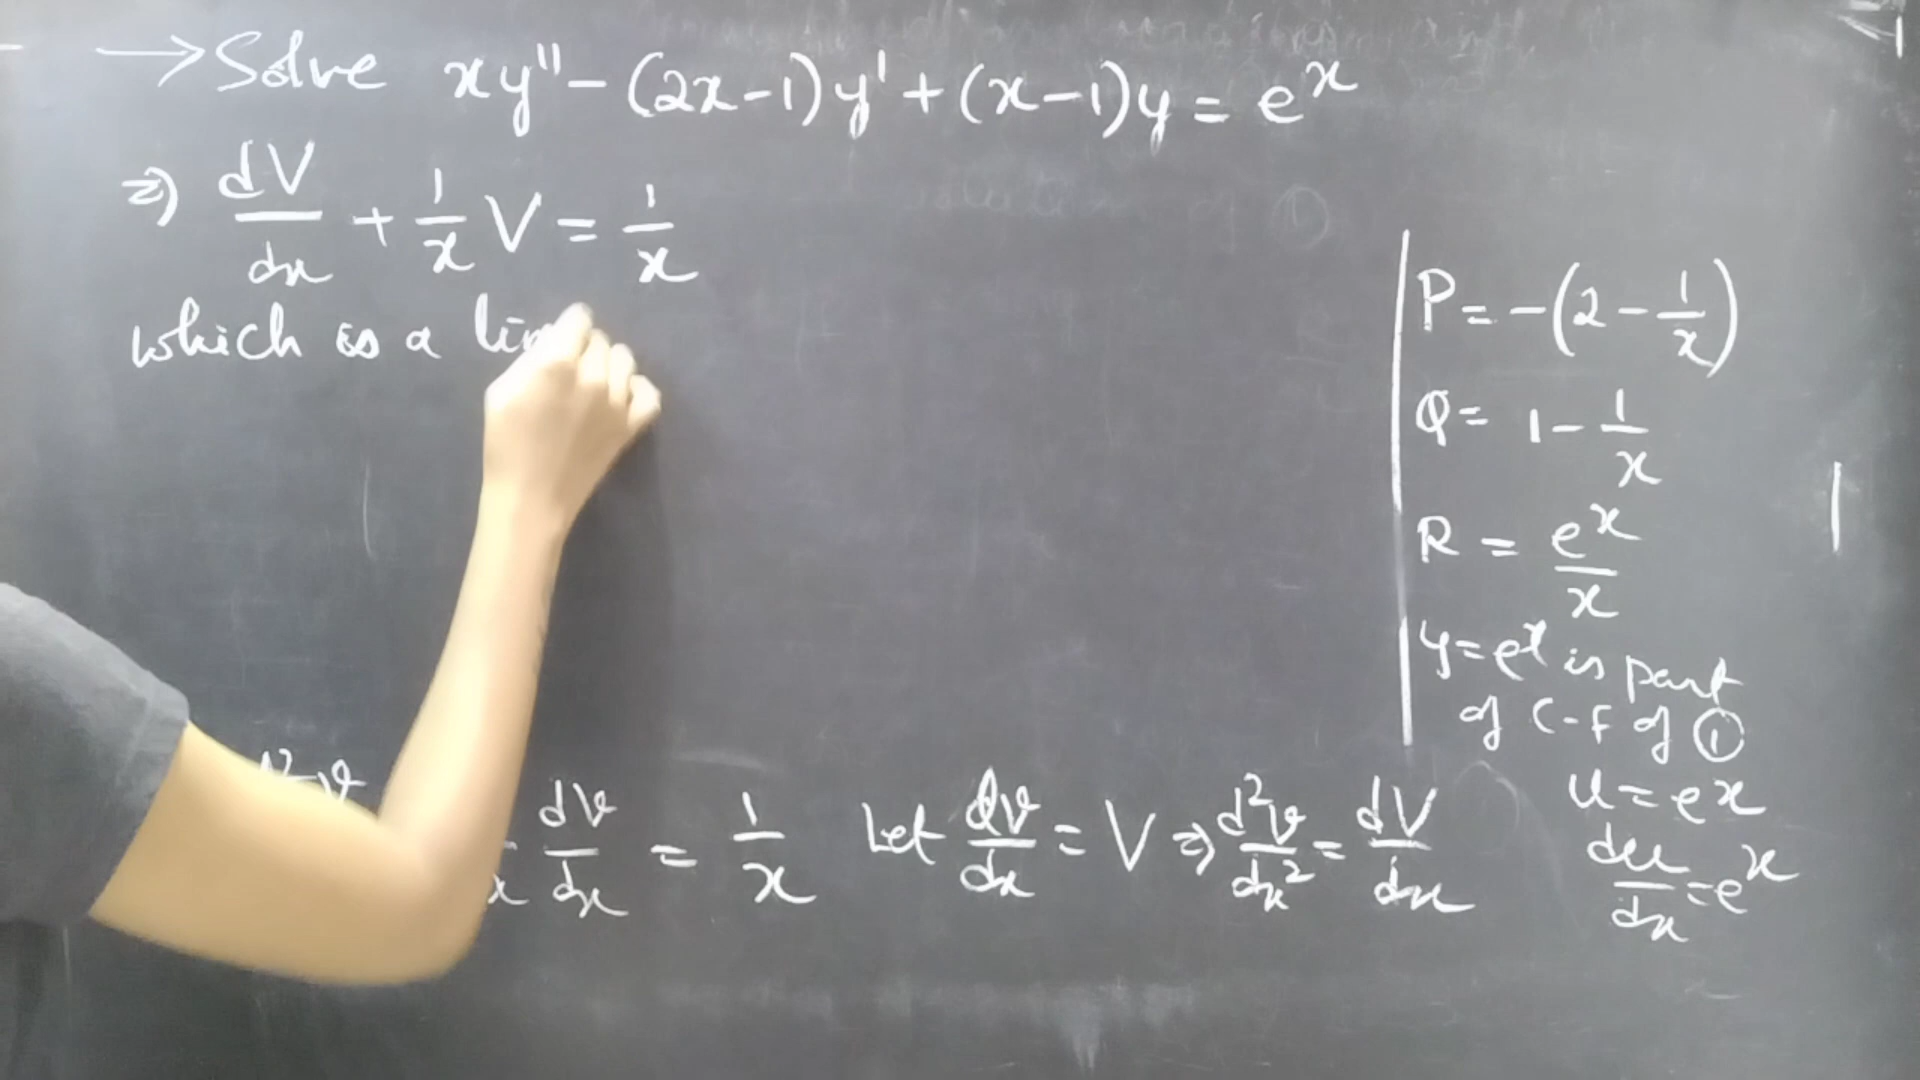 → Solve xy'' - (2x-1)y' + (x-1)y = e^x
⇒ dV/dx + 1/x V = 1/x
which is a lin
P = -(2 - 1/x)
Q = 1 - 1/x
R = e^x/x
y = e^x is part
of C-F of ①
u = e^x
du/dx = e^x
dv/dx = 1/x Let dv/dx = V ⇒ d²v/dx² = dV/dx